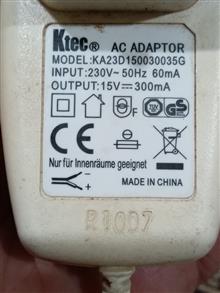 Ktec® AC ADAPTOR
MODEL:KA23D150030035G
INPUT:230V~ 50Hz 60mA
OUTPUT:15V⎓ 300mA
GS
CE
Nur für Innenräume geeignet
MADE IN CHINA
R1007